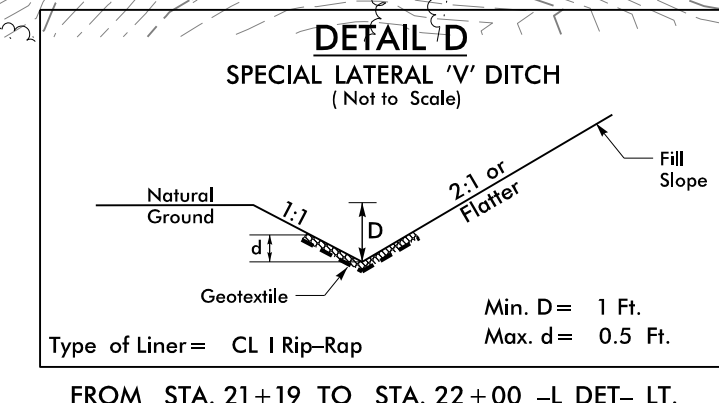 DETAIL D
SPECIAL LATERAL 'V' DITCH
( Not to Scale)
Natural
Ground
1:1
D
d
2:1 or
Flatter
Fill
Slope
Geotextile
Min. D = 1 Ft.
Max. d = 0.5 Ft.
Type of Liner = CL I Rip-Rap
FROM STA. 21+19 TO STA. 22+00 -L DET- LT.